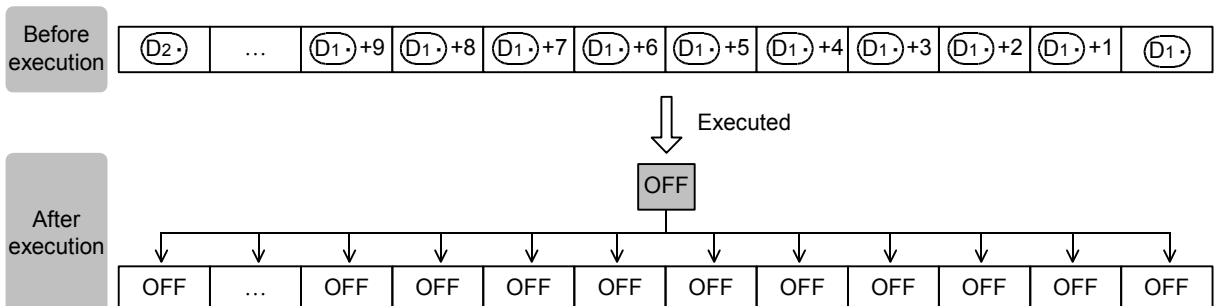 Before
execution
D2· … D1·+9 D1·+8 D1·+7 D1·+6 D1·+5 D1·+4 D1·+3 D1·+2 D1·+1 D1·
Executed
OFF
After
execution
OFF … OFF OFF OFF OFF OFF OFF OFF OFF OFF OFF